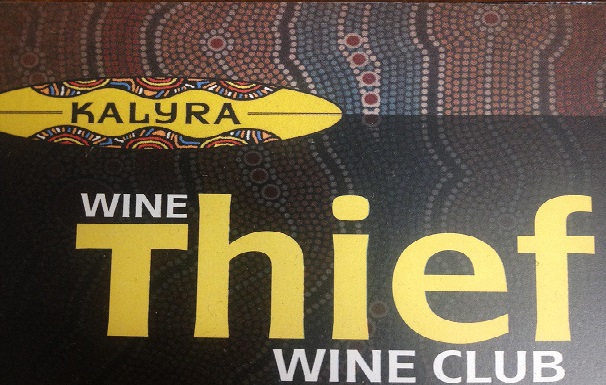 KALYRA
WINE
Thief
WINE CLUB